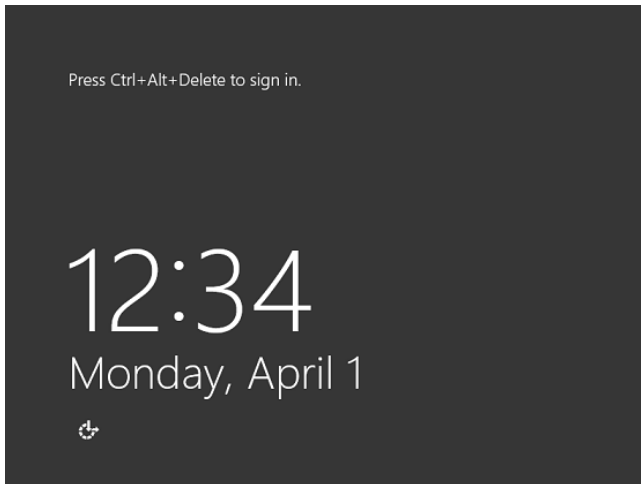 Press Ctrl+Alt+Delete to sign in.
12:34
Monday, April 1